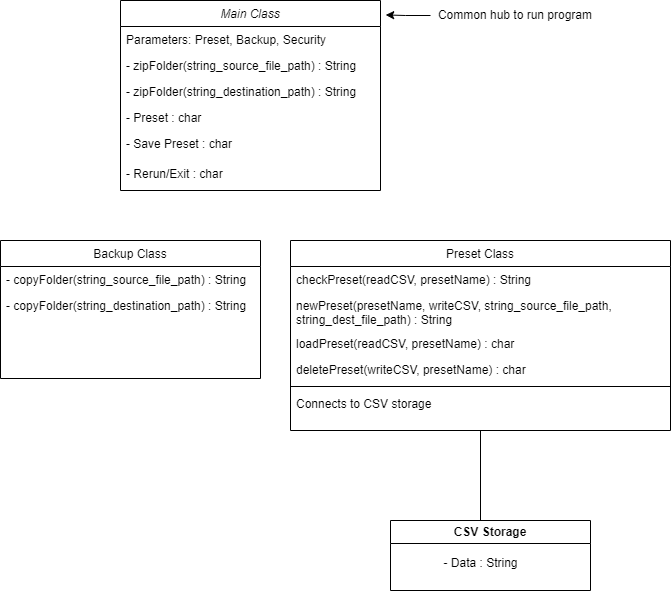 Main Class
Common hub to run program
Parameters: Preset, Backup, Security
- zipFolder(string_source_file_path) : String
- zipFolder(string_destination_path) : String
- Preset : char
- Save Preset : char
- Rerun/Exit : char
Backup Class
- copyFolder(string_source_file_path) : String
- copyFolder(string_destination_path) : String
Preset Class
checkPreset(readCSV, presetName) : String
newPreset(presetName, writeCSV, string_source_file_path,
string_dest_file_path) : String
loadPreset(readCSV, presetName) : char
deletePreset(writeCSV, presetName) : char
Connects to CSV storage
CSV Storage
- Data : String